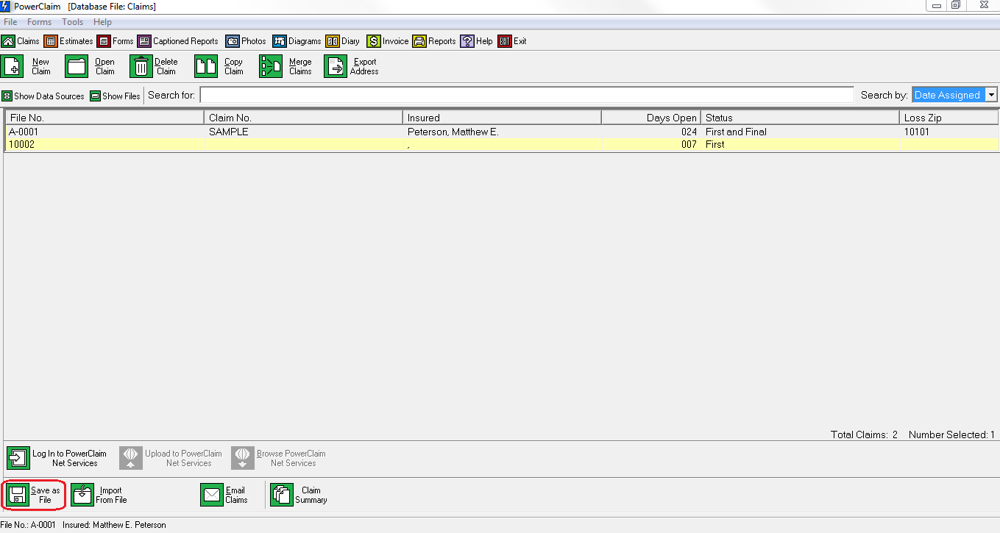 PowerClaim [Database File: Claims]
File Forms Tools Help
Claims Estimates Forms Captioned Reports Photos Diagrams Diary Invoice Reports Help Exit
New Claim
Open Claim
Delete Claim
Copy Claim
Merge Claims
Export Address
Show Data Sources Show Files Search for: Search by: Date Assigned
File No. Claim No. Insured Days Open Status Loss Zip
A-0001 SAMPLE Peterson, Matthew E. 024 First and Final 10101
10002 , 007 First
Total Claims: 2 Number Selected: 1
Log In to PowerClaim Net Services
Upload to PowerClaim Net Services
Browse PowerClaim Net Services
Save as File
Import From File
Email Claims
Claim Summary
File No.: A-0001 Insured: Matthew E. Peterson